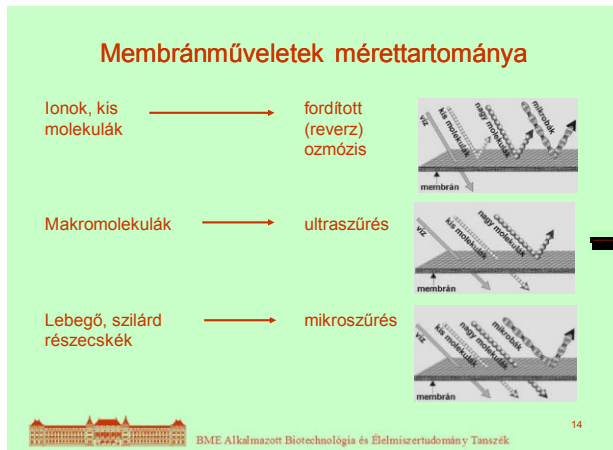 Membránműveletek mérettartománya
Ionok, kis
molekulák
fordított
(reverz)
ozmózis
víz
kis molekulák
nagy molekulák
mikrobák
membrán
Makromolekulák
ultraszűrés
víz
kis molekulák
nagy molekulák
membrán
Lebegő, szilárd
részecskék
mikroszűrés
víz
kis molekulák
nagy molekulák
mikrobák
membrán
BME Alkalmazott Biotechnológia és Élelmiszertudomány Tanszék
14